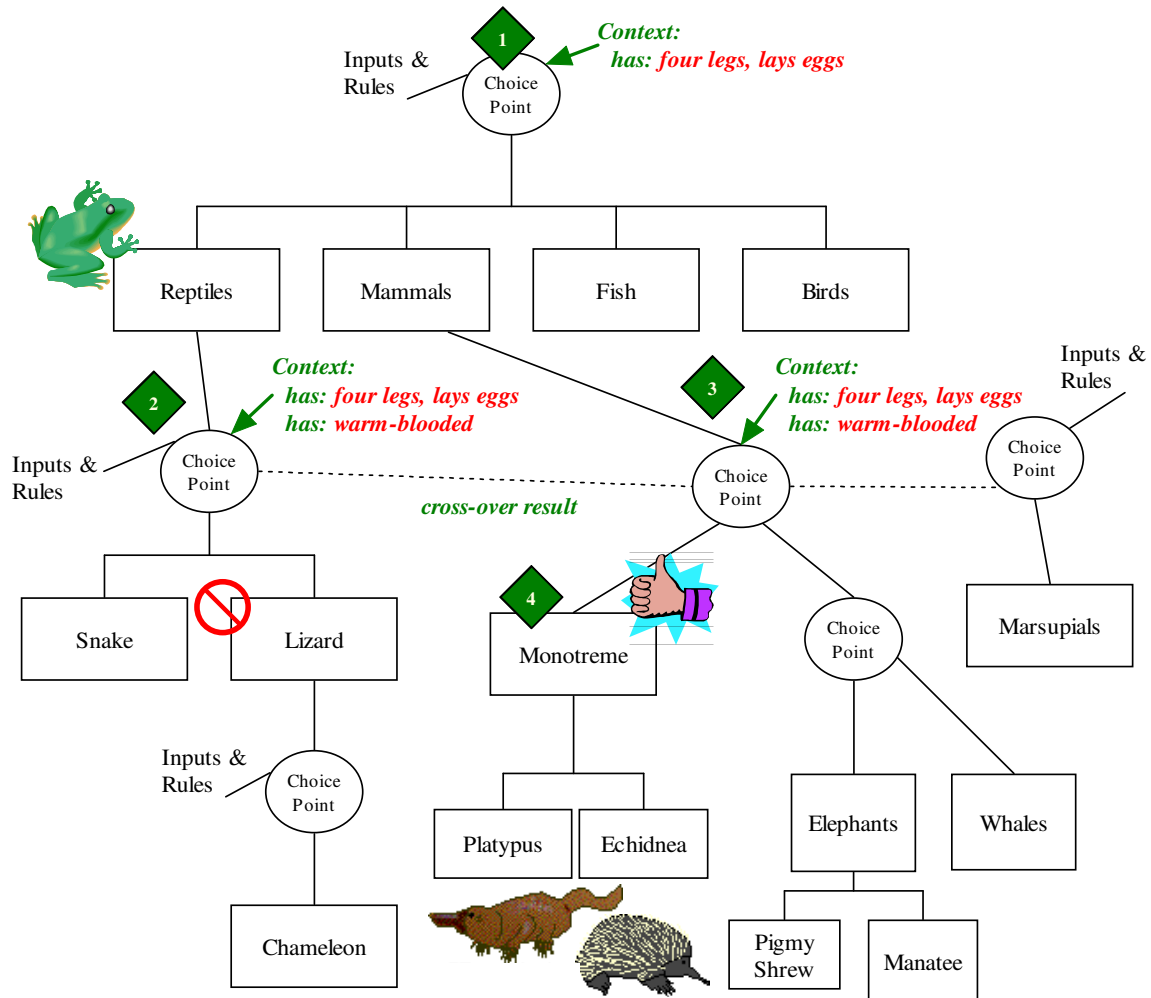 1
Context:
has: four legs, lays eggs
Inputs &
Rules
Choice
Point
Reptiles
Mammals
Fish
Birds
2
Context:
has: four legs, lays eggs
has: warm-blooded
Inputs &
Rules
Choice
Point
cross-over result
3
Context:
has: four legs, lays eggs
has: warm-blooded
Choice
Point
Inputs &
Rules
Choice
Point
Snake
Lizard
4
Monotreme
Choice
Point
Marsupials
Inputs &
Rules
Choice
Point
Platypus
Echidnea
Elephants
Whales
Chameleon
Pigmy
Shrew
Manatee